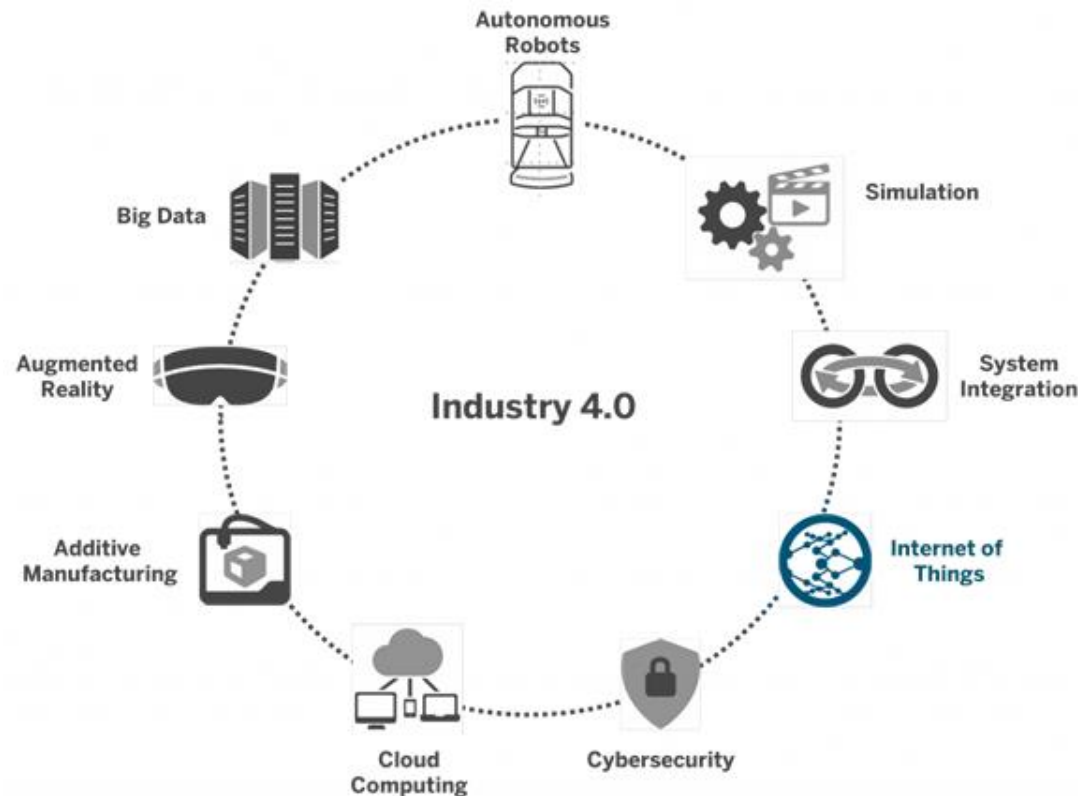 Autonomous
Robots
Simulation
Big Data
System
Integration
Augmented
Reality
Industry 4.0
Internet of
Things
Additive
Manufacturing
Cloud
Computing
Cybersecurity